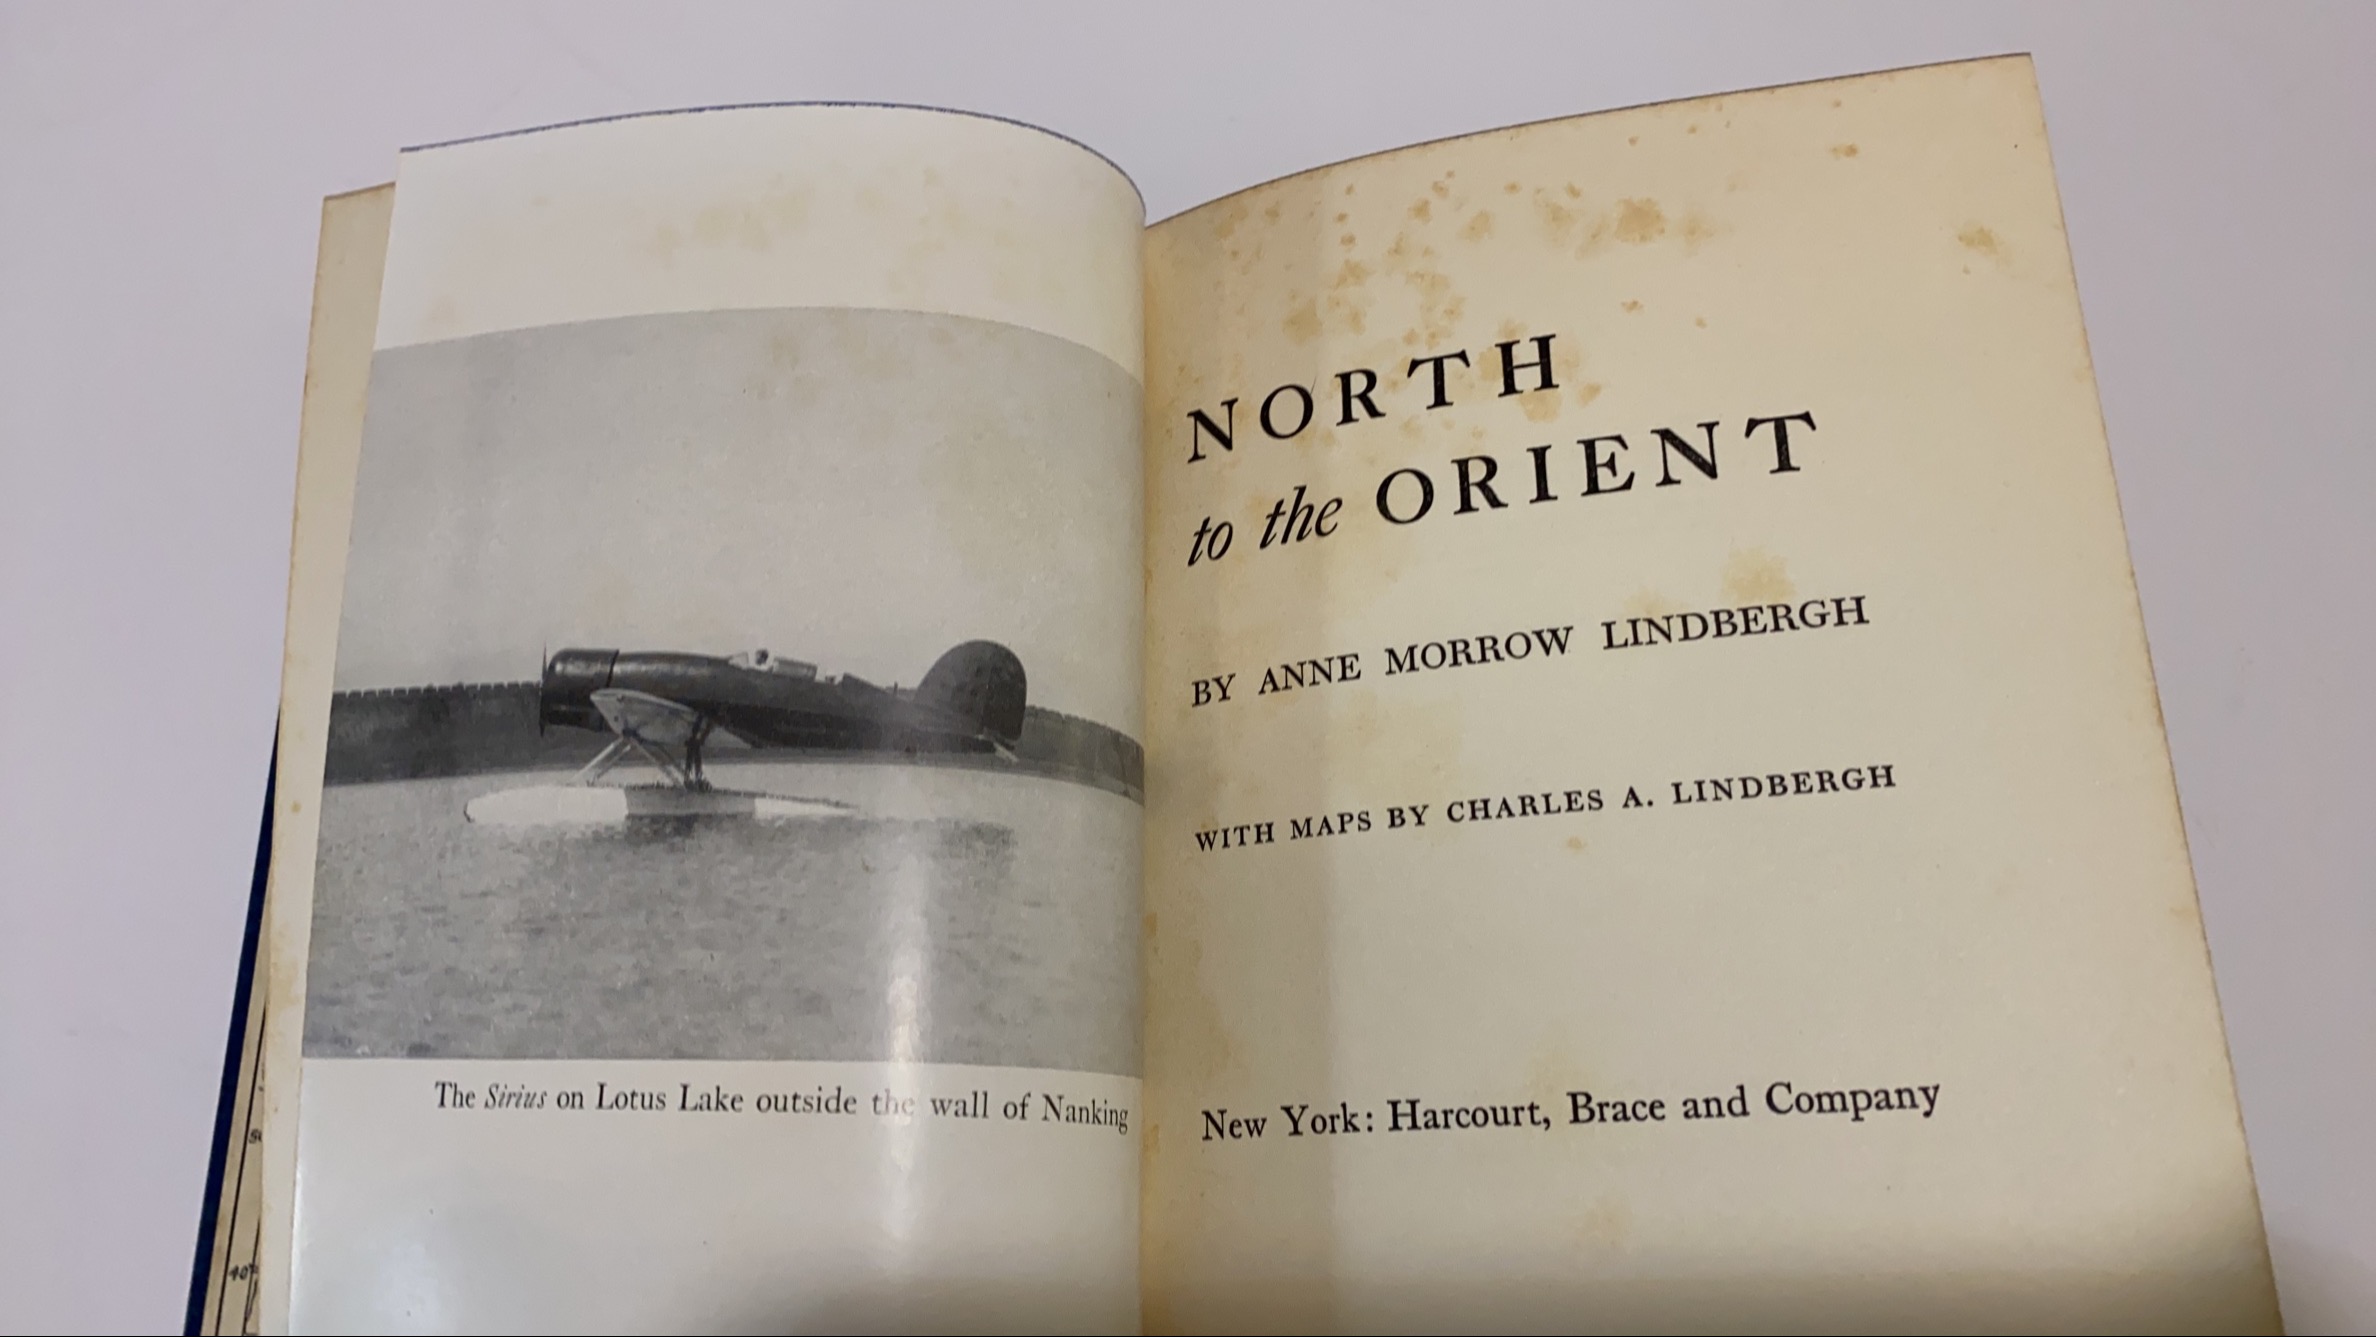 The Sirius on Lotus Lake outside the wall of Nanking
NORTH
to the ORIENT
BY ANNE MORROW LINDBERGH
WITH MAPS BY CHARLES A. LINDBERGH
New York: Harcourt, Brace and Company